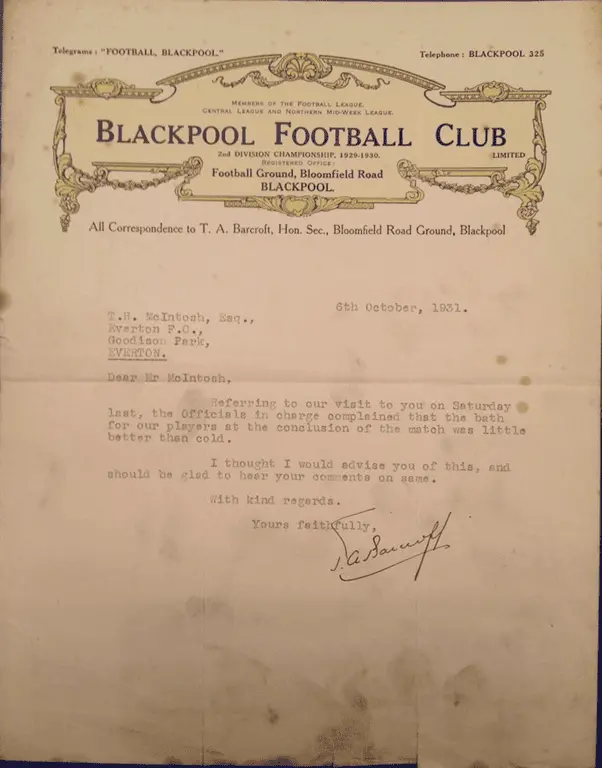 Telegrams: "FOOTBALL, BLACKPOOL."
Telephone: BLACKPOOL 325
MEMBERS OF THE FOOTBALL LEAGUE.
CENTRAL LEAGUE AND NORTHERN MID-WEEK LEAGUE.
BLACKPOOL FOOTBALL CLUB
LIMITED
2nd DIVISION CHAMPIONSHIP, 1929-1930.
REGISTERED OFFICE:
Football Ground, Bloomfield Road
BLACKPOOL.
All Correspondence to T. A. Barcroft, Hon. Sec., Bloomfield Road Ground, Blackpool
6th October, 1931.
T.H. McIntosh, Esq.,
Everton F.C.,
Goodison Park,
EVERTON.
Dear Mr McIntosh,
Referring to our visit to you on Saturday
last, the Officials in charge complained that the bath
for our players at the conclusion of the match was little
better than cold.
I thought I would advise you of this, and
should be glad to hear your comments on same.
With kind regards.
Yours faithfully,
T.A Barcroft